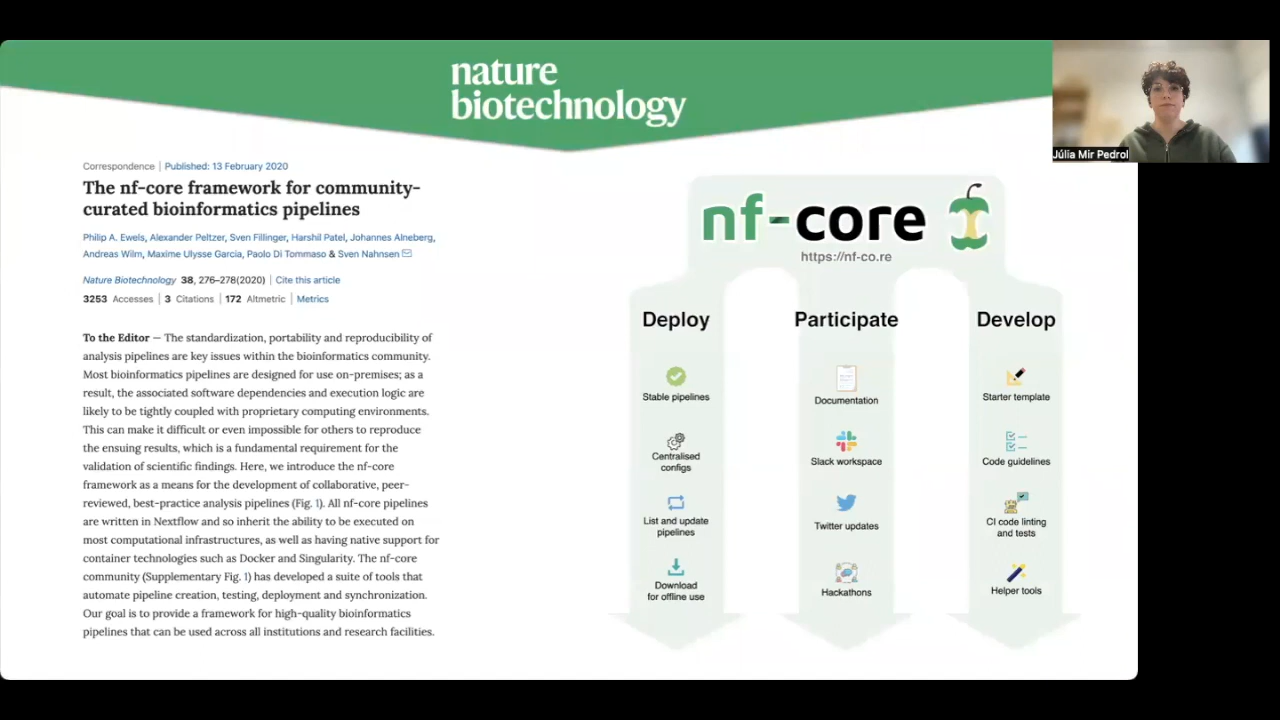 nature
biotechnology
Júlia Mir Pedrol
Correspondence | Published: 13 February 2020
The nf-core framework for community-
curated bioinformatics pipelines
Philip A. Ewels, Alexander Peltzer, Sven Fillinger, Harshil Patel, Johannes Alneberg,
Andreas Wilm, Maxime Ulysse Garcia, Paolo Di Tommaso & Sven Nahnsen
Nature Biotechnology 38, 276–278(2020) | Cite this article
3253 Accesses | 3 Citations | 172 Altmetric | Metrics
To the Editor — The standardization, portability and reproducibility of
analysis pipelines are key issues within the bioinformatics community.
Most bioinformatics pipelines are designed for use on-premises; as a
result, the associated software dependencies and execution logic are
likely to be tightly coupled with proprietary computing environments.
This can make it difficult or even impossible for others to reproduce
the ensuing results, which is a fundamental requirement for the
validation of scientific findings. Here, we introduce the nf-core
framework as a means for the development of collaborative, peer-
reviewed, best-practice analysis pipelines (Fig. 1). All nf-core pipelines
are written in Nextflow and so inherit the ability to be executed on
most computational infrastructures, as well as having native support for
container technologies such as Docker and Singularity. The nf-core
community (Supplementary Fig. 1) has developed a suite of tools that
automate pipeline creation, testing, deployment and synchronization.
Our goal is to provide a framework for high-quality bioinformatics
pipelines that can be used across all institutions and research facilities.
nf-core
https://nf-co.re
Deploy
Stable pipelines
Centralised
configs
List and update
pipelines
Download
for offline use
Participate
Documentation
Slack workspace
Twitter updates
Hackathons
Develop
Starter template
Code guidelines
CI code linting
and tests
Helper tools